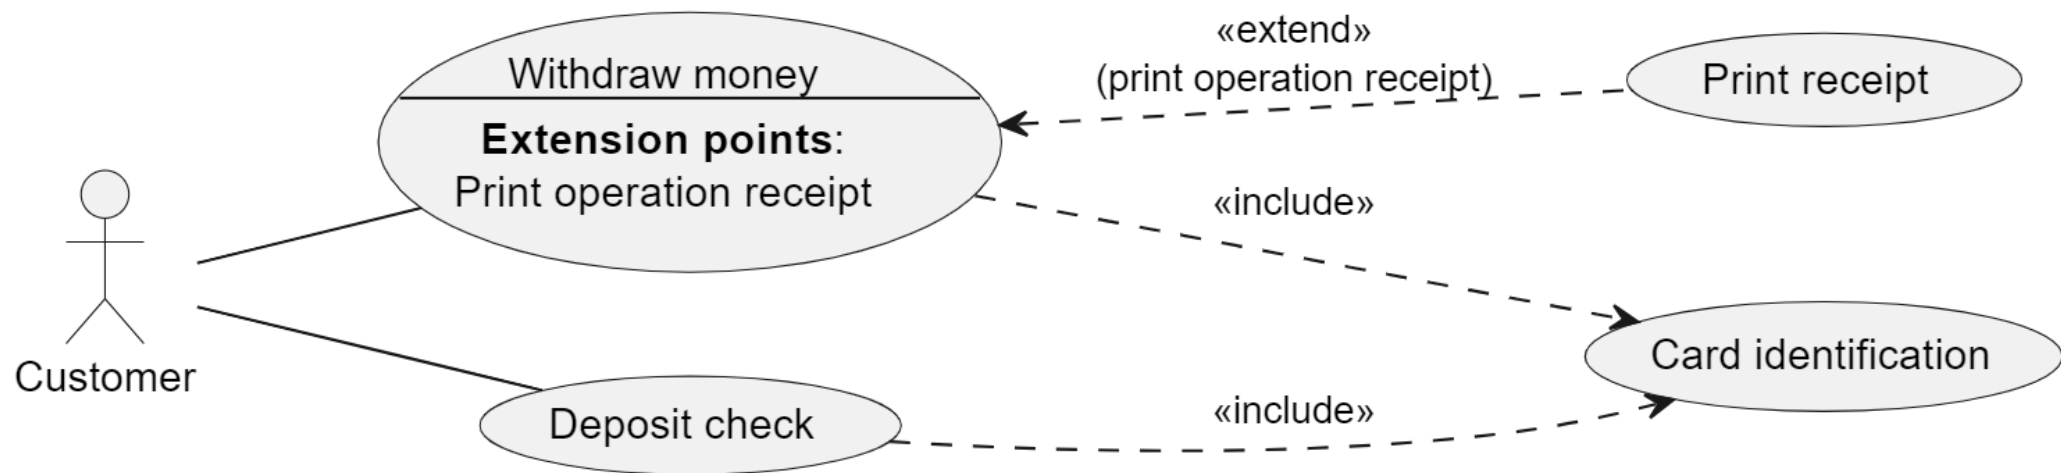 «extend»
(print operation receipt)
Withdraw money
Print receipt
Extension points:
Print operation receipt
«include»
Customer
Card identification
Deposit check
«include»